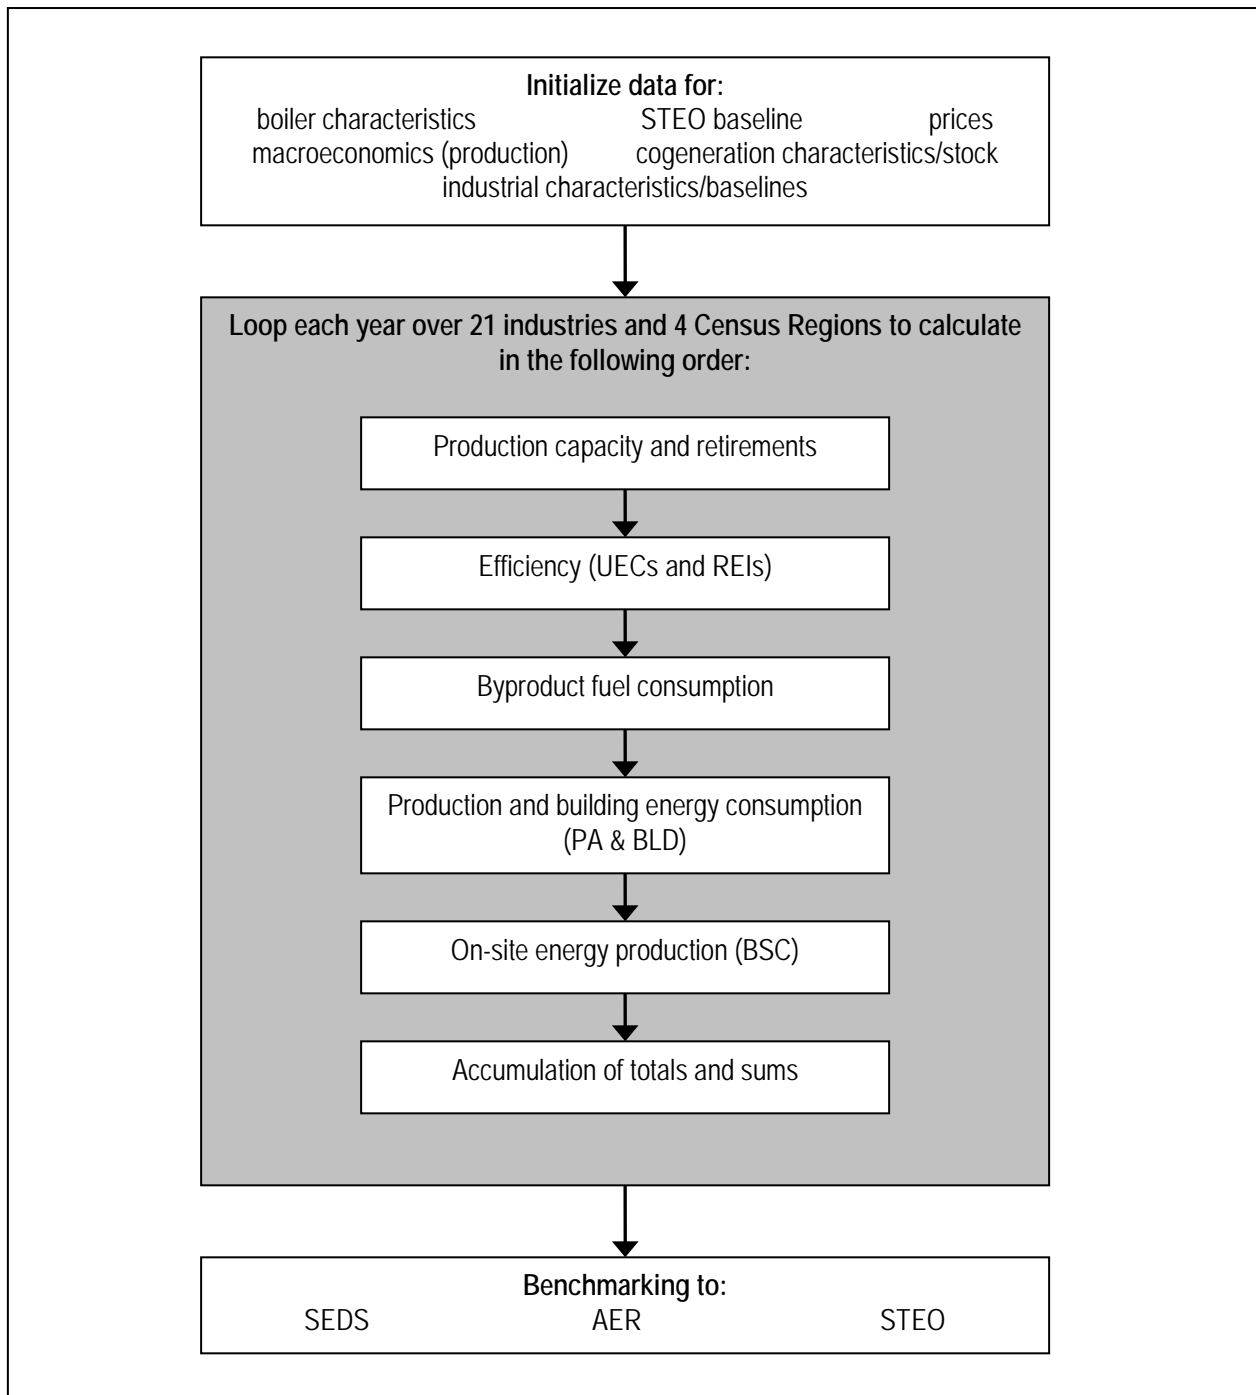 Initialize data for:
boiler characteristics STEO baseline prices
macroeconomics (production) cogeneration characteristics/stock
industrial characteristics/baselines
Loop each year over 21 industries and 4 Census Regions to calculate
in the following order:
Production capacity and retirements
Efficiency (UECs and REIs)
Byproduct fuel consumption
Production and building energy consumption
(PA & BLD)
On-site energy production (BSC)
Accumulation of totals and sums
Benchmarking to:
SEDS AER STEO